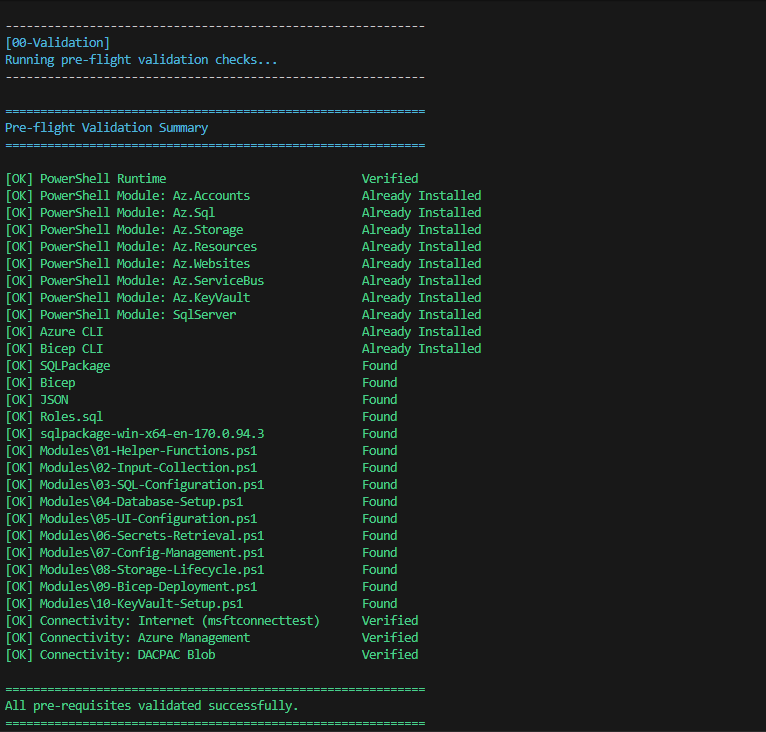 ------------------------------------------------------------
[00-Validation]
Running pre-flight validation checks...
------------------------------------------------------------
============================================================
Pre-flight Validation Summary
============================================================
[OK] PowerShell Runtime                            Verified
[OK] PowerShell Module: Az.Accounts                Already Installed
[OK] PowerShell Module: Az.Sql                     Already Installed
[OK] PowerShell Module: Az.Storage                 Already Installed
[OK] PowerShell Module: Az.Resources               Already Installed
[OK] PowerShell Module: Az.Websites                Already Installed
[OK] PowerShell Module: Az.ServiceBus              Already Installed
[OK] PowerShell Module: Az.KeyVault                Already Installed
[OK] PowerShell Module: SqlServer                  Already Installed
[OK] Azure CLI                                     Already Installed
[OK] Bicep CLI                                     Already Installed
[OK] SQLPackage                                    Found
[OK] Bicep                                         Found
[OK] JSON                                          Found
[OK] Roles.sql                                     Found
[OK] sqlpackage-win-x64-en-170.0.94.3              Found
[OK] Modules\01-Helper-Functions.ps1               Found
[OK] Modules\02-Input-Collection.ps1               Found
[OK] Modules\03-SQL-Configuration.ps1              Found
[OK] Modules\04-Database-Setup.ps1                 Found
[OK] Modules\05-UI-Configuration.ps1               Found
[OK] Modules\06-Secrets-Retrieval.ps1              Found
[OK] Modules\07-Config-Management.ps1              Found
[OK] Modules\08-Storage-Lifecycle.ps1              Found
[OK] Modules\09-Bicep-Deployment.ps1               Found
[OK] Modules\10-KeyVault-Setup.ps1                 Found
[OK] Connectivity: Internet (msftconnecttest)      Verified
[OK] Connectivity: Azure Management                Verified
[OK] Connectivity: DACPAC Blob                     Verified
============================================================
All pre-requisites validated successfully.
============================================================